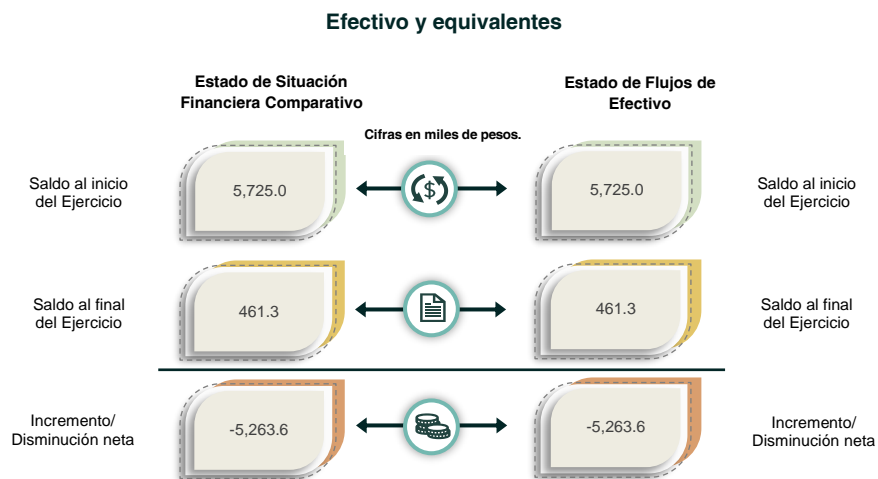 Efectivo y equivalentes
Estado de Situación
Financiera Comparativo
Estado de Flujos de
Efectivo
Cifras en miles de pesos.
Saldo al inicio
del Ejercicio
5,725.0
$
5,725.0
Saldo al inicio
del Ejercicio
Saldo al final
del Ejercicio
461.3
461.3
Saldo al final
del Ejercicio
Incremento/
Disminución neta
-5,263.6
-5,263.6
Incremento/
Disminución neta